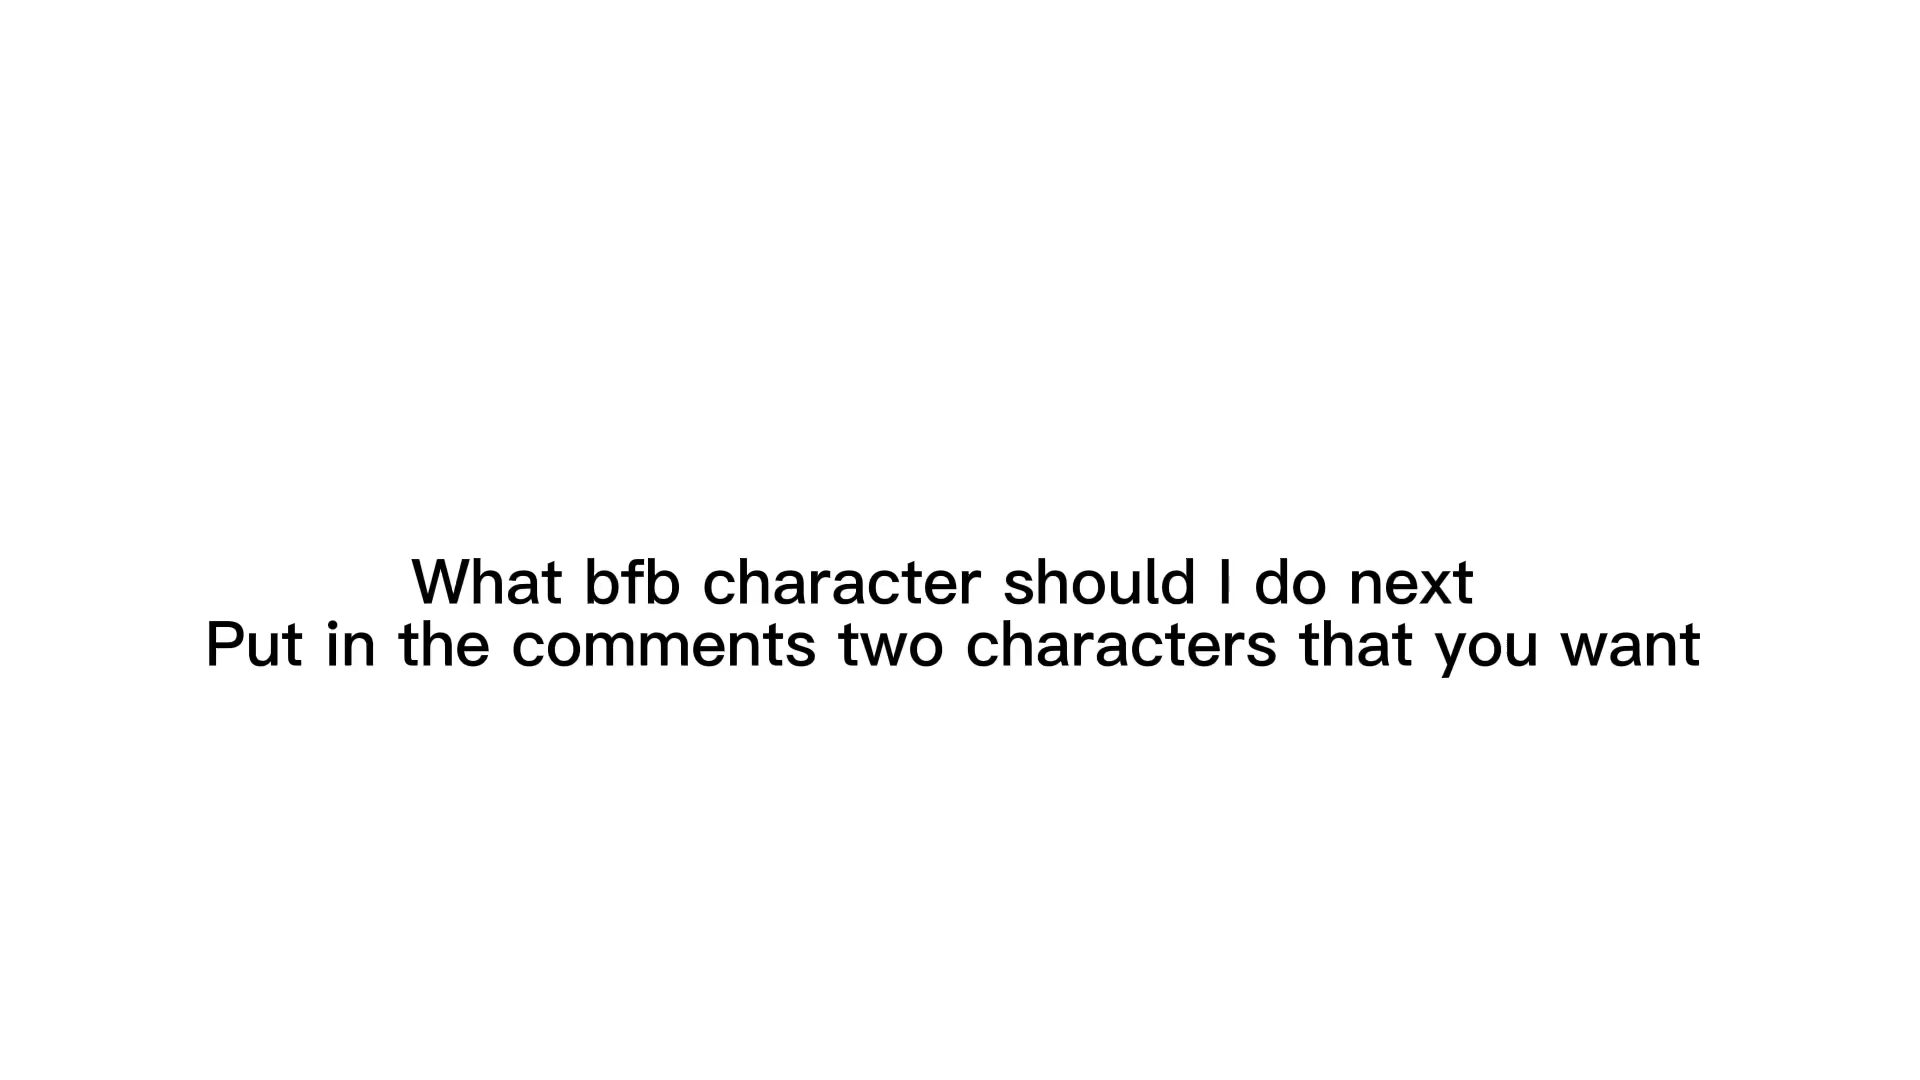 What bfb character should I do next
Put in the comments two characters that you want